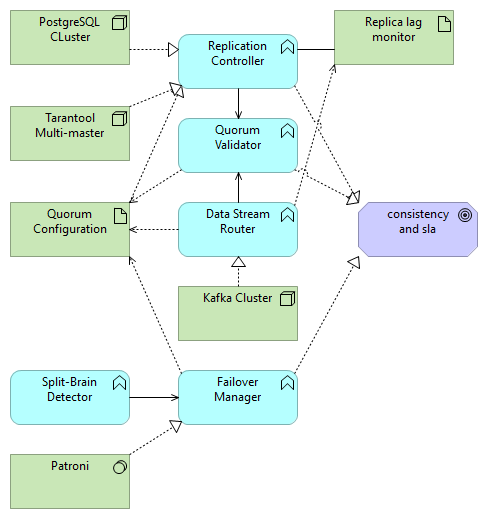 PostgreSQL
CLuster
Replication
Controller
Replica lag
monitor
Tarantool
Multi-master
Quorum
Validator
Quorum
Configuration
Data Stream
Router
consistency
and sla
Kafka Cluster
Split-Brain
Detector
Failover
Manager
Patroni